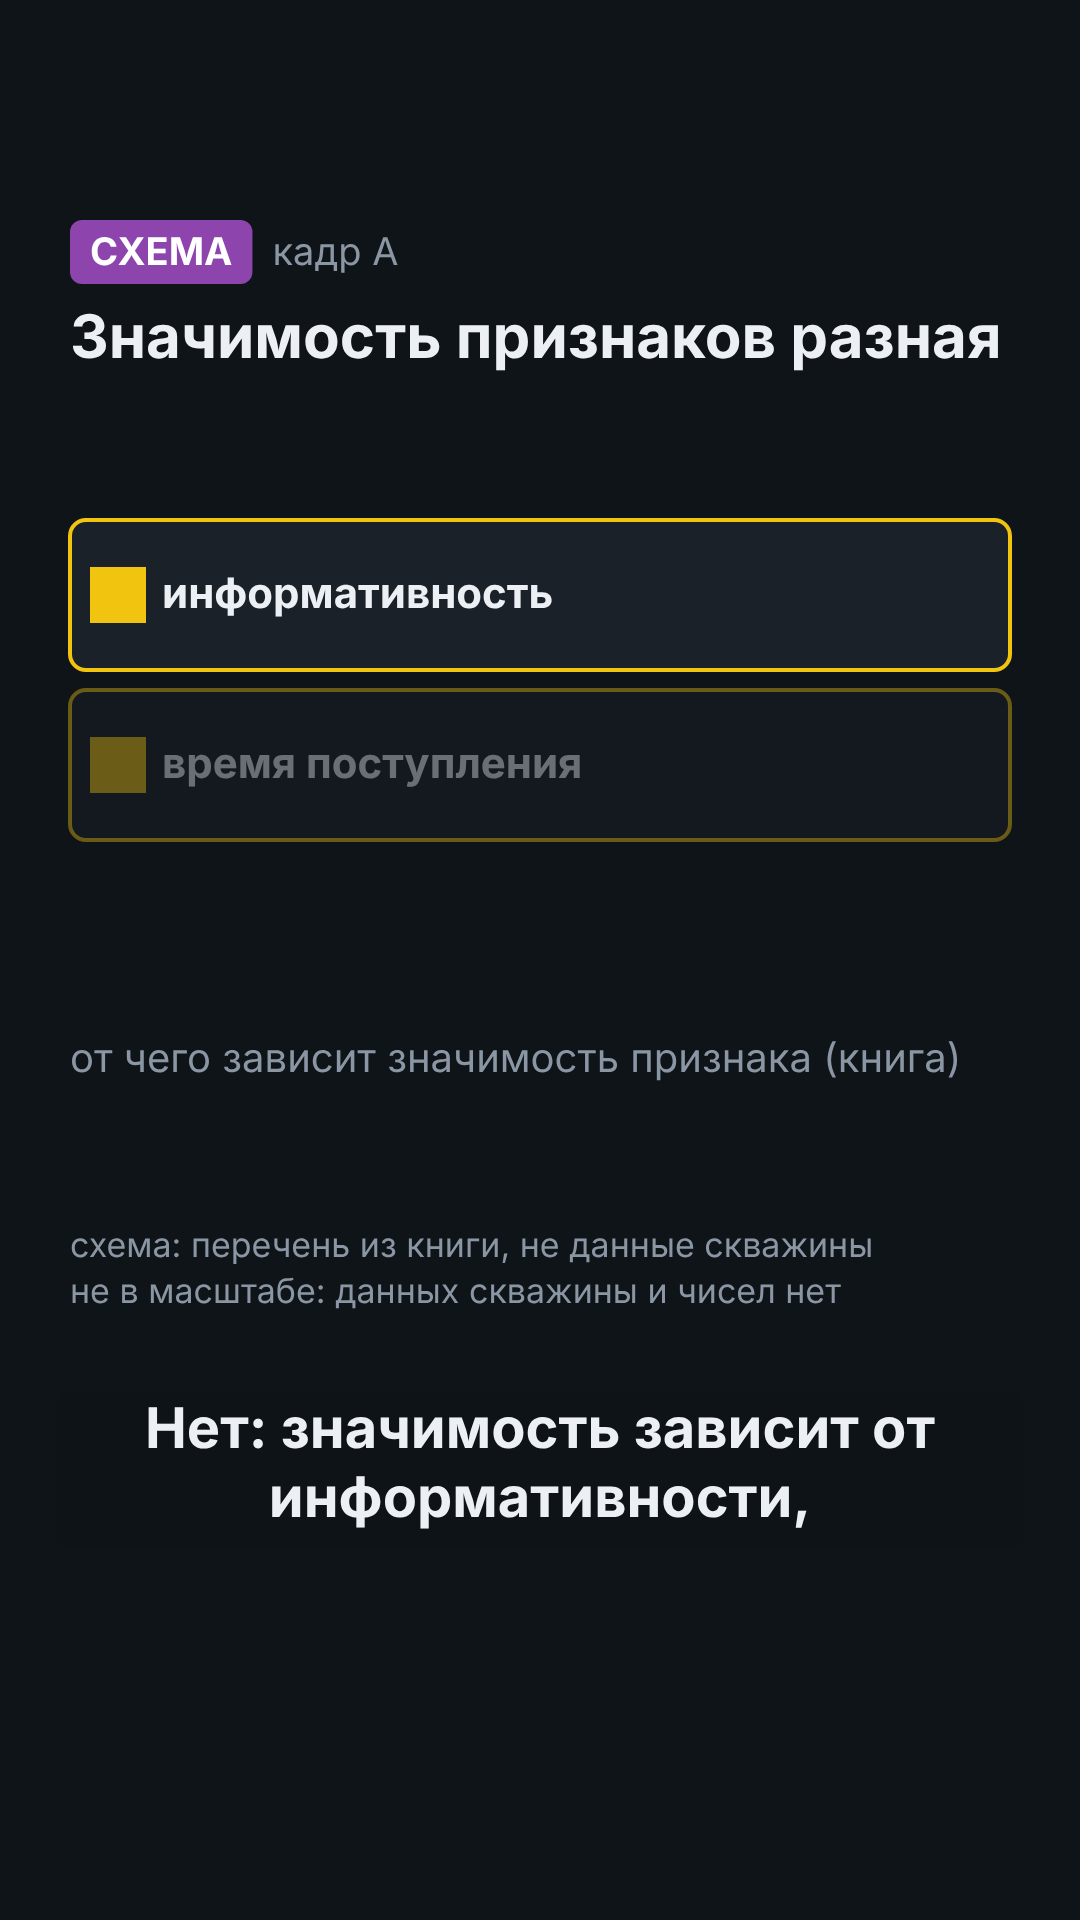 СХЕМА кадр А
Значимость признаков разная
информативность
время поступления
от чего зависит значимость признака (книга)
схема: перечень из книги, не данные скважины
не в масштабе: данных скважины и чисел нет
Нет: значимость зависит от
информативности,